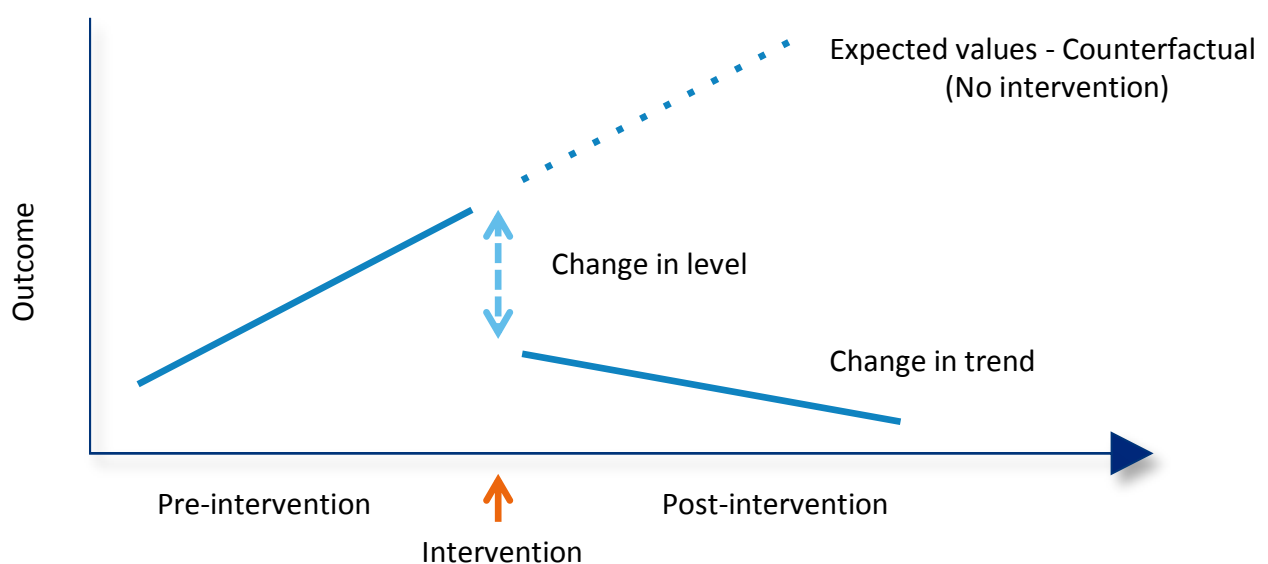 Expected values - Counterfactual
(No intervention)
Outcome
Change in level
Change in trend
Pre-intervention
Post-intervention
Intervention